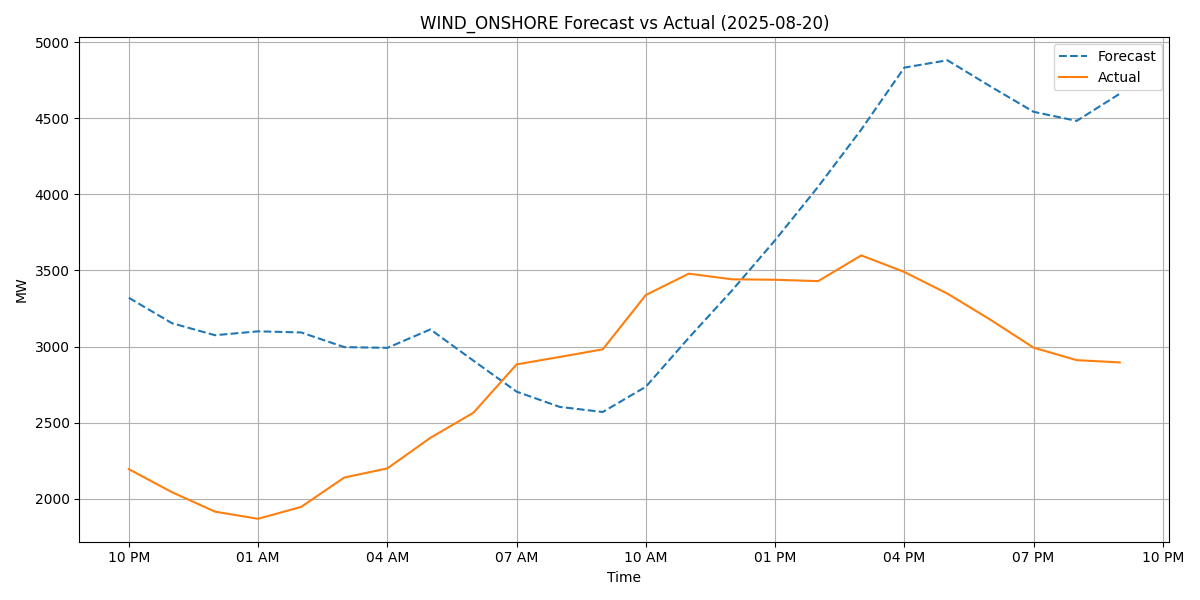 WIND_ONSHORE Forecast vs Actual (2025-08-20)
Forecast
Actual
MW
5000
4500
4000
3500
3000
2500
2000
10 PM 01 AM 04 AM 07 AM 10 AM 01 PM 04 PM 07 PM 10 PM
Time